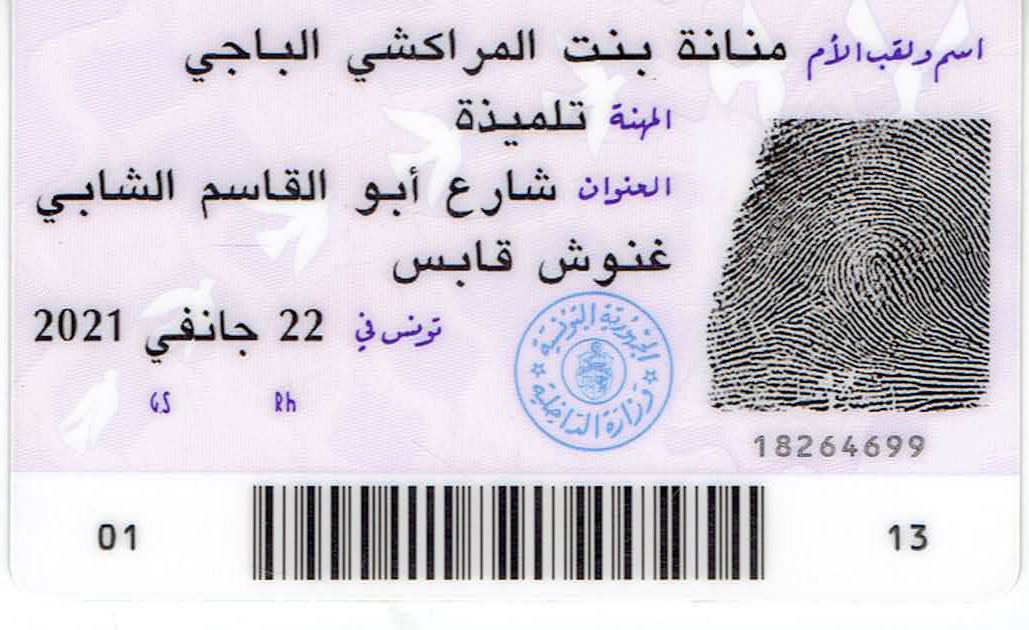 اسم ولقب الأم منانة بنت المراكشي الباجي
المهنة تلميذة
العنوان شارع أبو القاسم الشابي
غنوش قابس
تونس في 22 جانفي 2021
GS Rh
الجمهورية التونسية
وزارة الداخلية
18264699
01 13